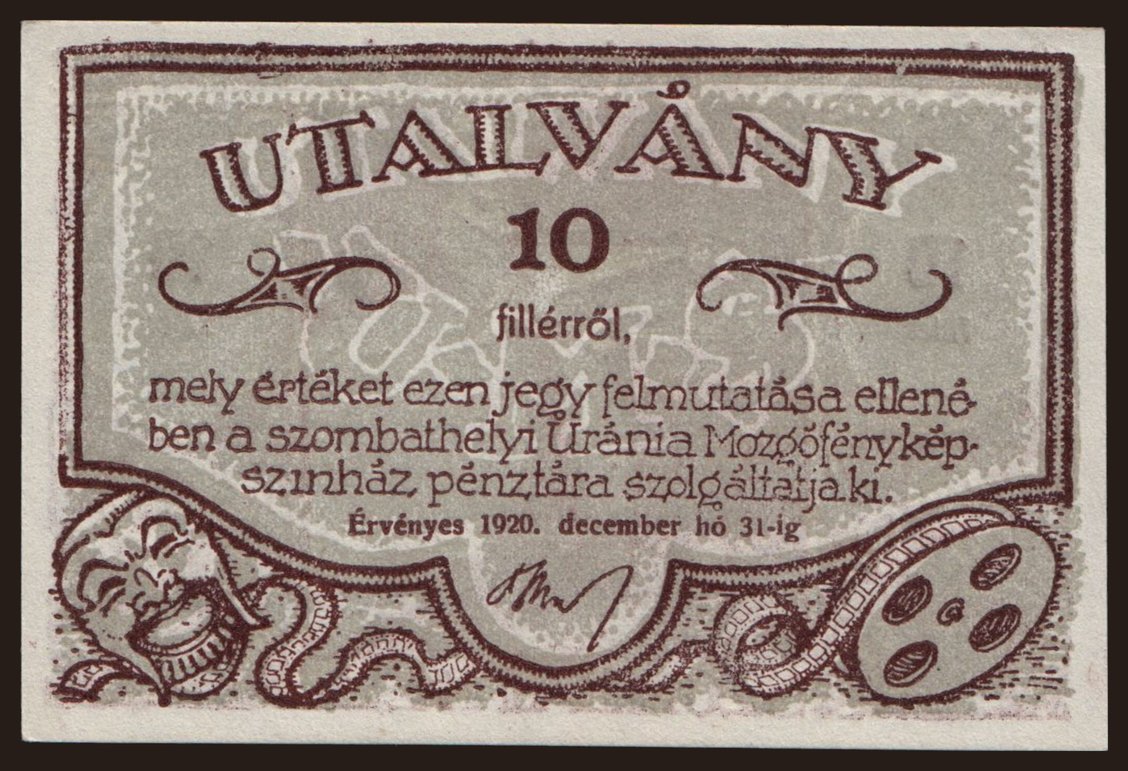 UTALVÁNY
10
fillérről,
mely értéket ezen jegy felmutatása ellené-
ben a szombathelyi Uránia Mozgófénykép-
szinház pénztára szolgáltatja ki.
Érvényes 1920. december hó 31-ig